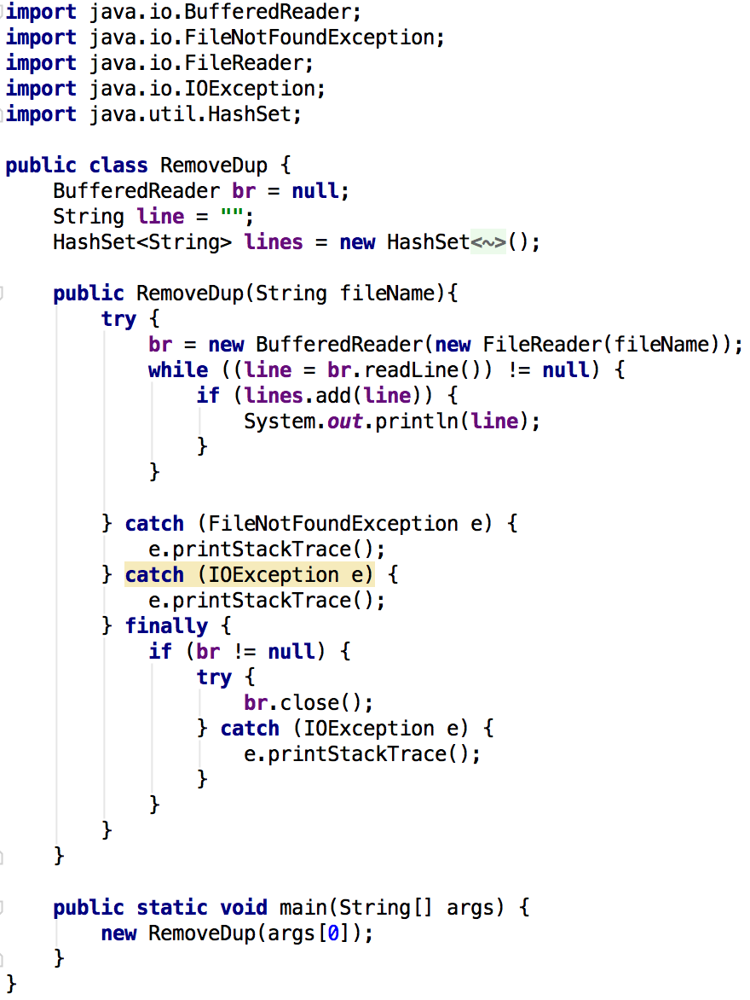 import java.io.BufferedReader;
import java.io.FileNotFoundException;
import java.io.FileReader;
import java.io.IOException;
import java.util.HashSet;

public class RemoveDup {
    BufferedReader br = null;
    String line = "";
    HashSet<String> lines = new HashSet<~>();

    public RemoveDup(String fileName){
        try {
            br = new BufferedReader(new FileReader(fileName));
            while ((line = br.readLine()) != null) {
                if (lines.add(line)) {
                    System.out.println(line);
                }
            }

        } catch (FileNotFoundException e) {
            e.printStackTrace();
        } catch (IOException e) {
            e.printStackTrace();
        } finally {
            if (br != null) {
                try {
                    br.close();
                } catch (IOException e) {
                    e.printStackTrace();
                }
            }
        }
    }

    public static void main(String[] args) {
        new RemoveDup(args[0]);
    }
}